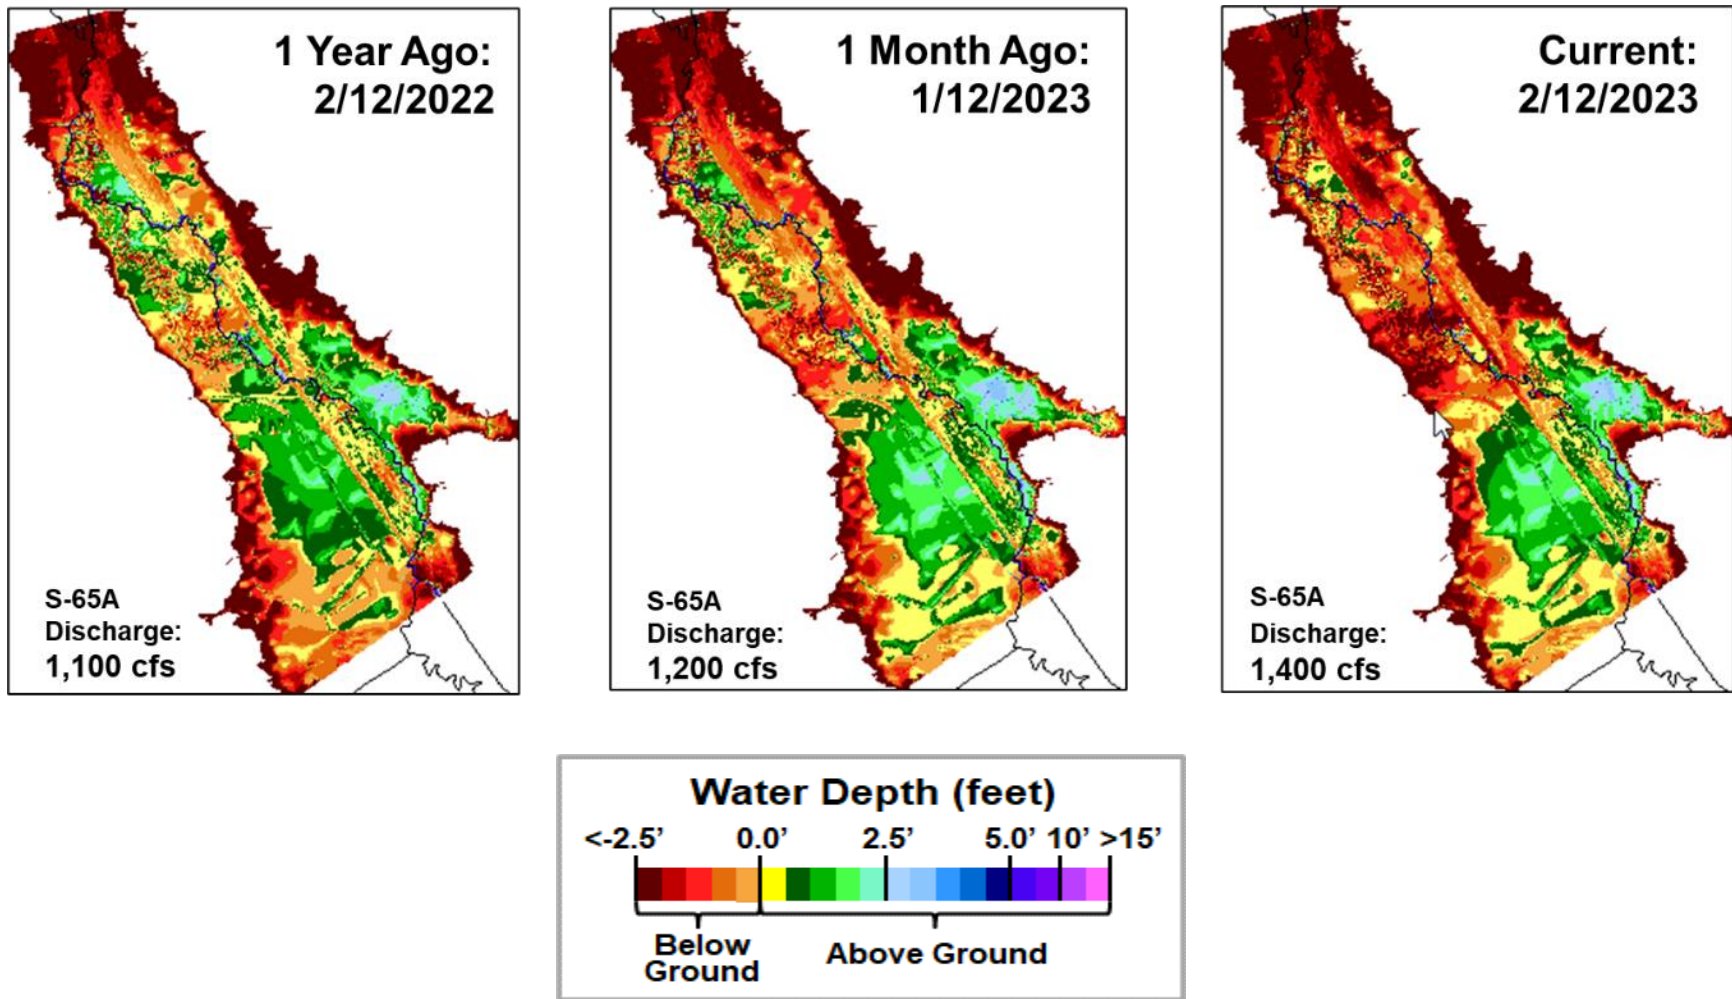 1 Year Ago:
2/12/2022
S-65A
Discharge:
1,100 cfs
1 Month Ago:
1/12/2023
S-65A
Discharge:
1,200 cfs
Current:
2/12/2023
S-65A
Discharge:
1,400 cfs
Water Depth (feet)
<-2.5’ 0.0’ 2.5’ 5.0’ 10’ >15’
Below
Ground
Above Ground